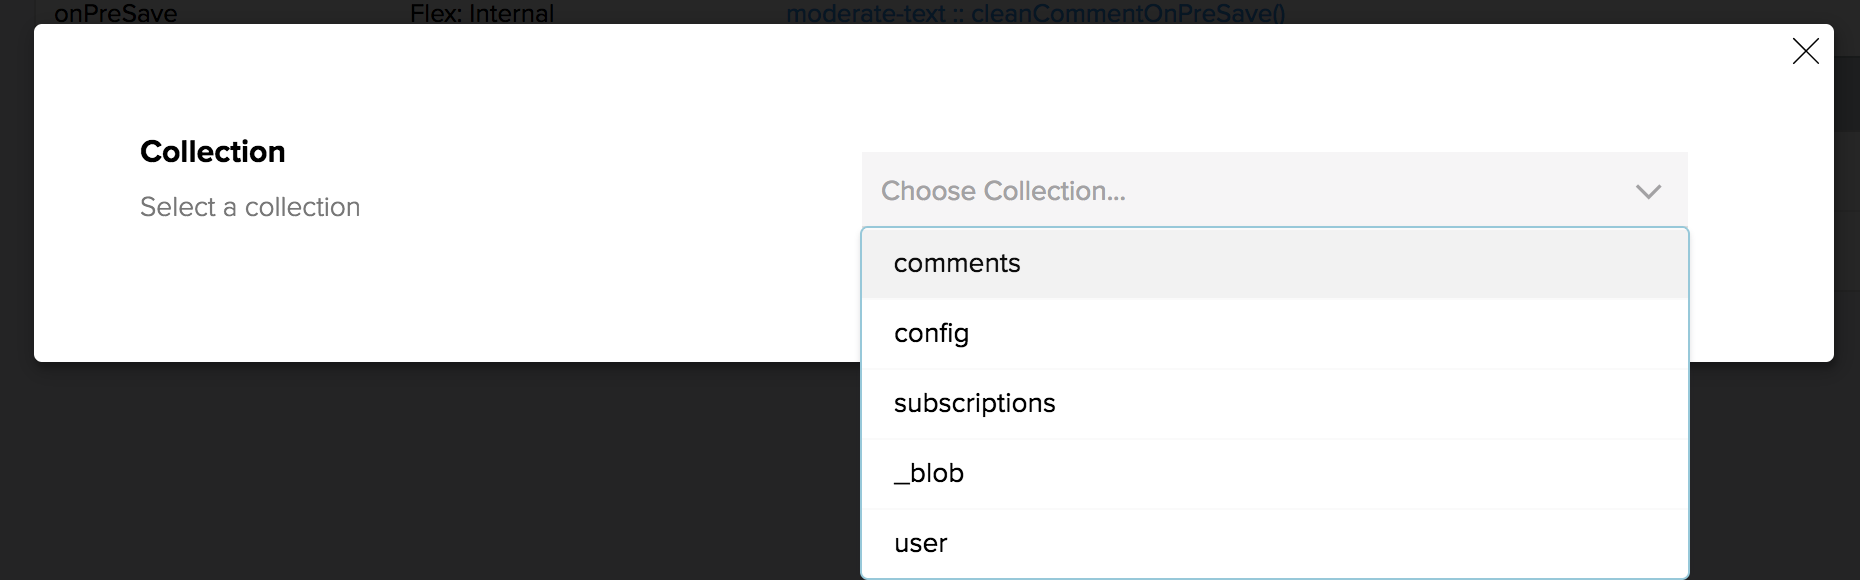 onPreSave Flex: Internal moderate-text :: cleanCommentOnPreSave()
Collection
Select a collection
Choose Collection...
comments
config
subscriptions
_blob
user